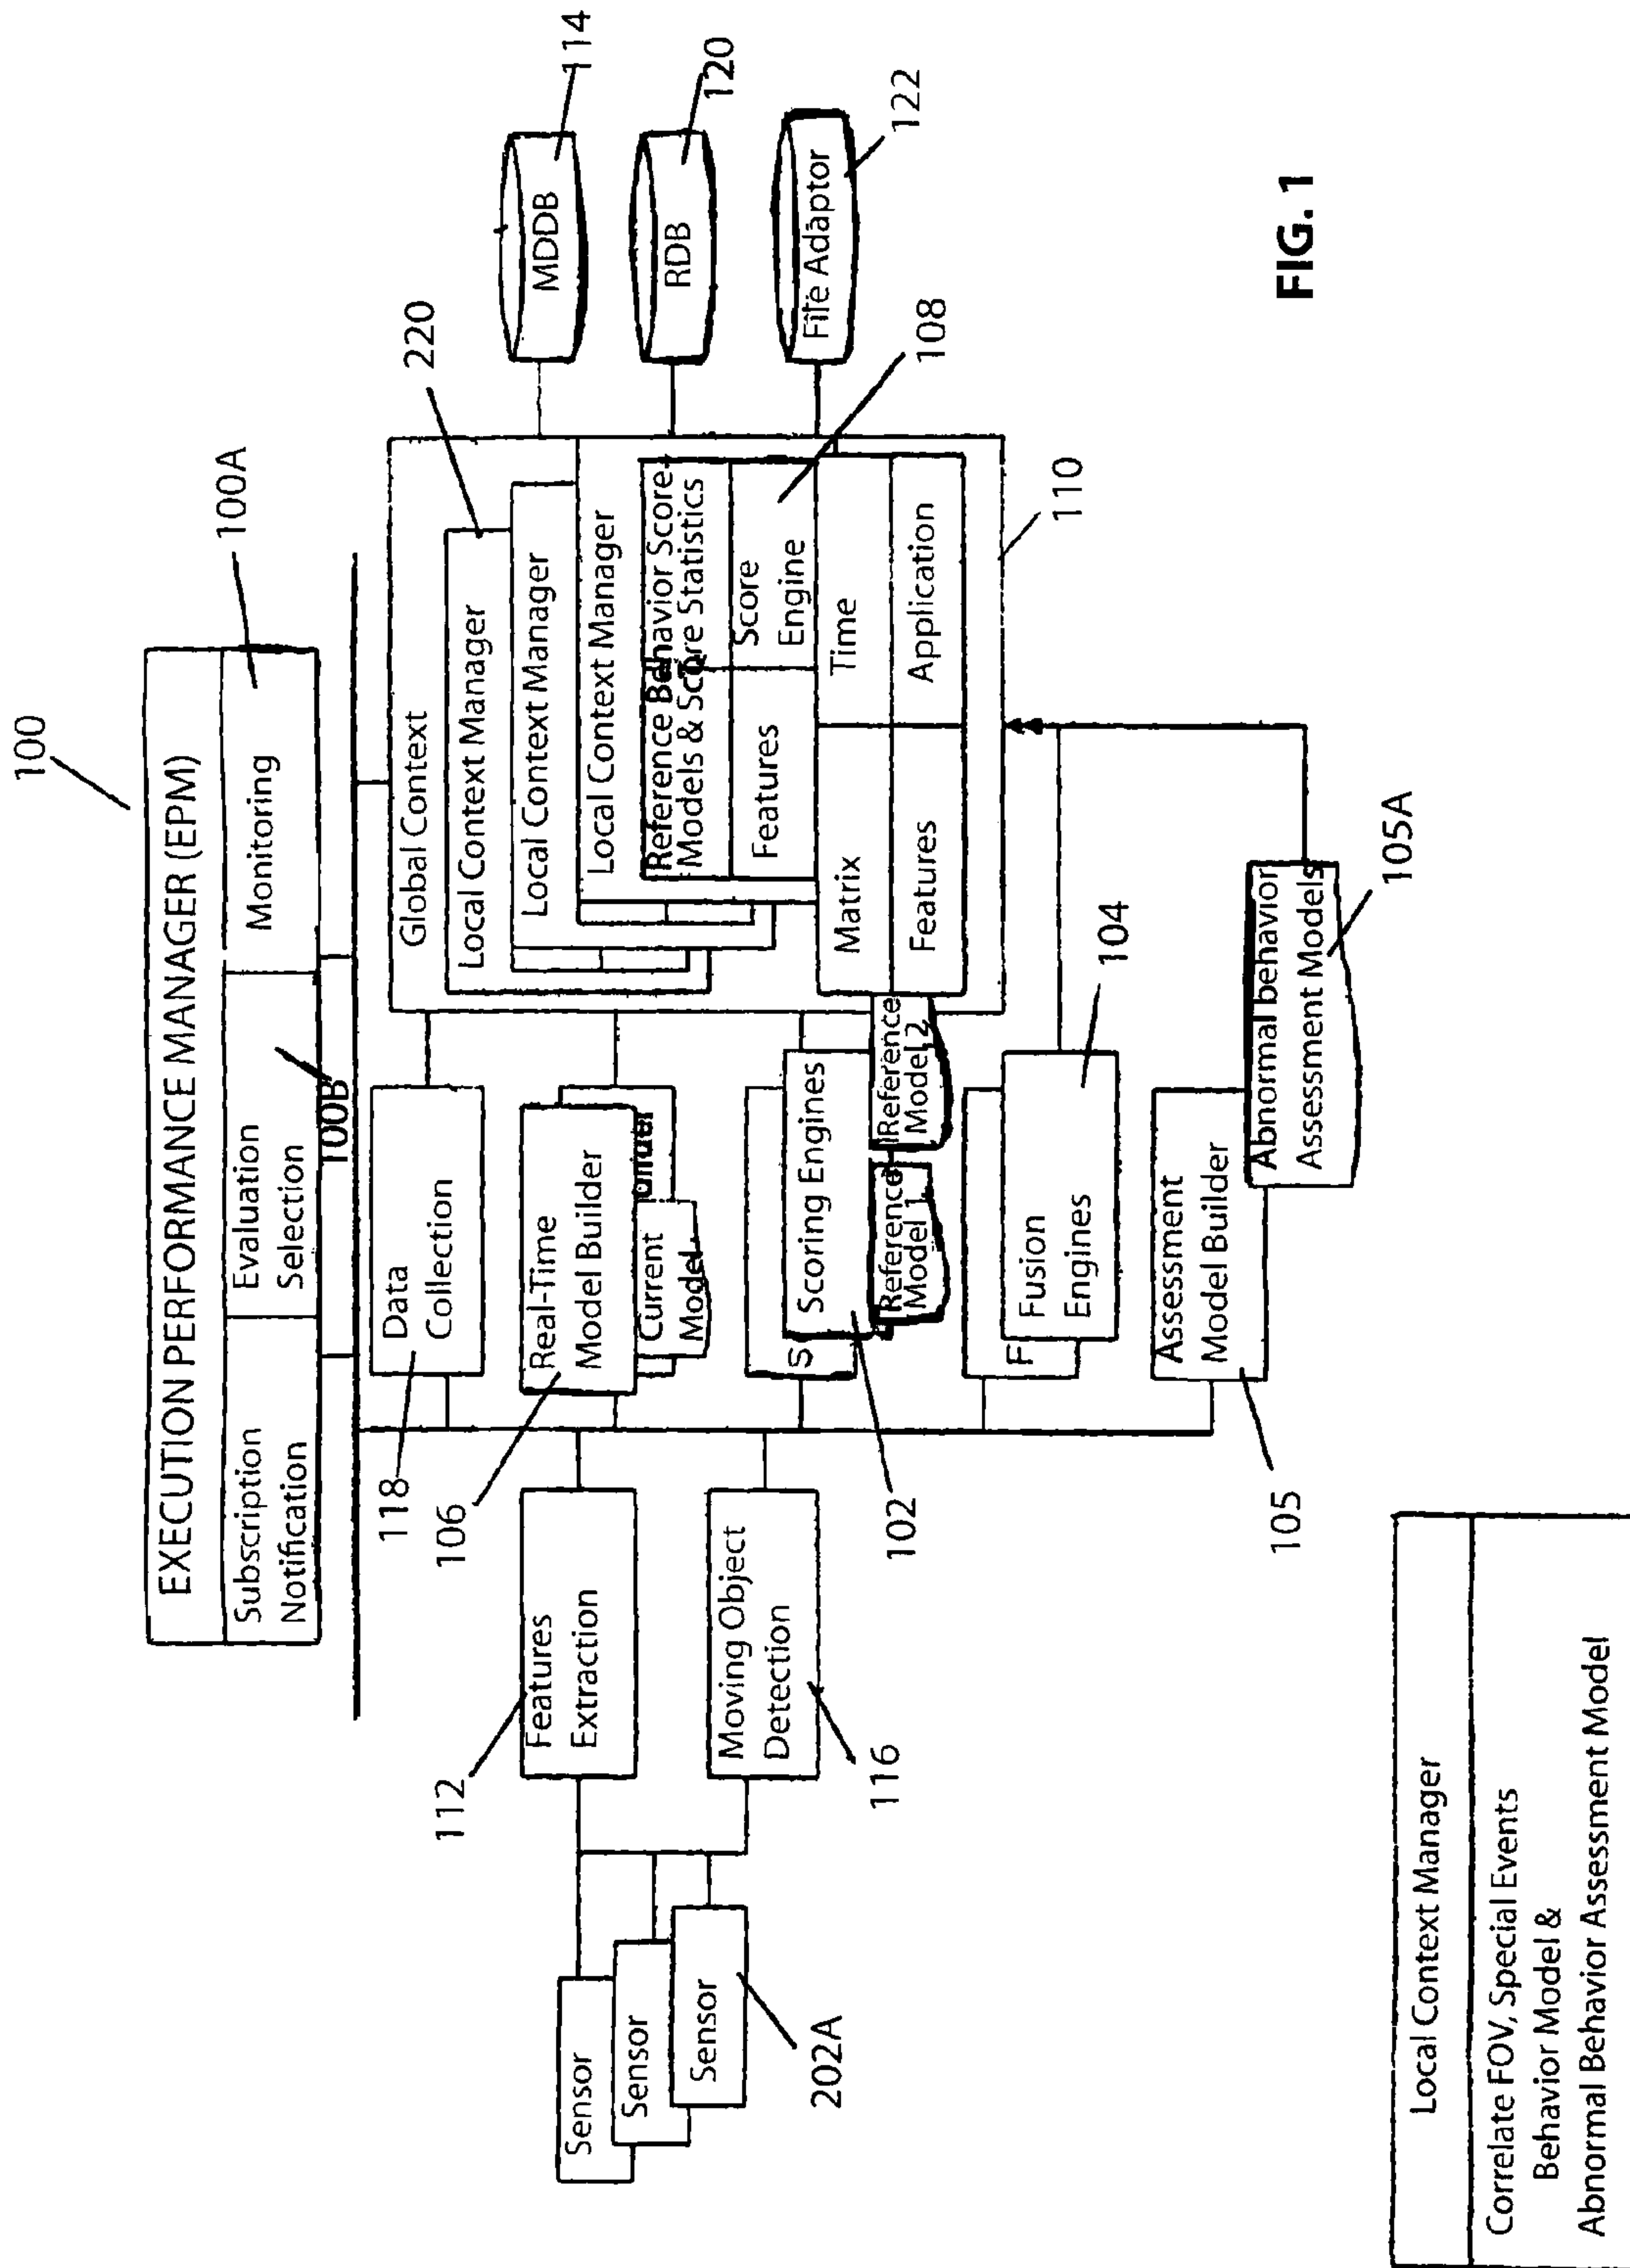 100
EXECUTION PERFORMANCE MANAGER (EPM)
Subscription
Notification
Evaluation
Selection
Monitoring
100A
100B
118
Data
Collection
106
Real-Time
Model Builder
Current
Model
Scoring Engines
S
102
Reference
Model 1
Reference
Model 2
Fusion
Engines
F
104
Assessment
Model Builder
105
Abnormal behavior
Assessment Models
105A
112
Features
Extraction
Moving Object
Detection
116
Sensor
Sensor
Sensor
202A
Global Context
220
Local Context Manager
Local Context Manager
Local Context Manager
Reference Behavior Score
Models & Score Statistics
Features
Score
Engine
108
Matrix
Time
Features
Application
110
MDDB
114
RDB
120
File Adaptor
122
FIG. 1
Local Context Manager
Correlate FOV, Special Events
Behavior Model &
Abnormal Behavior Assessment Model